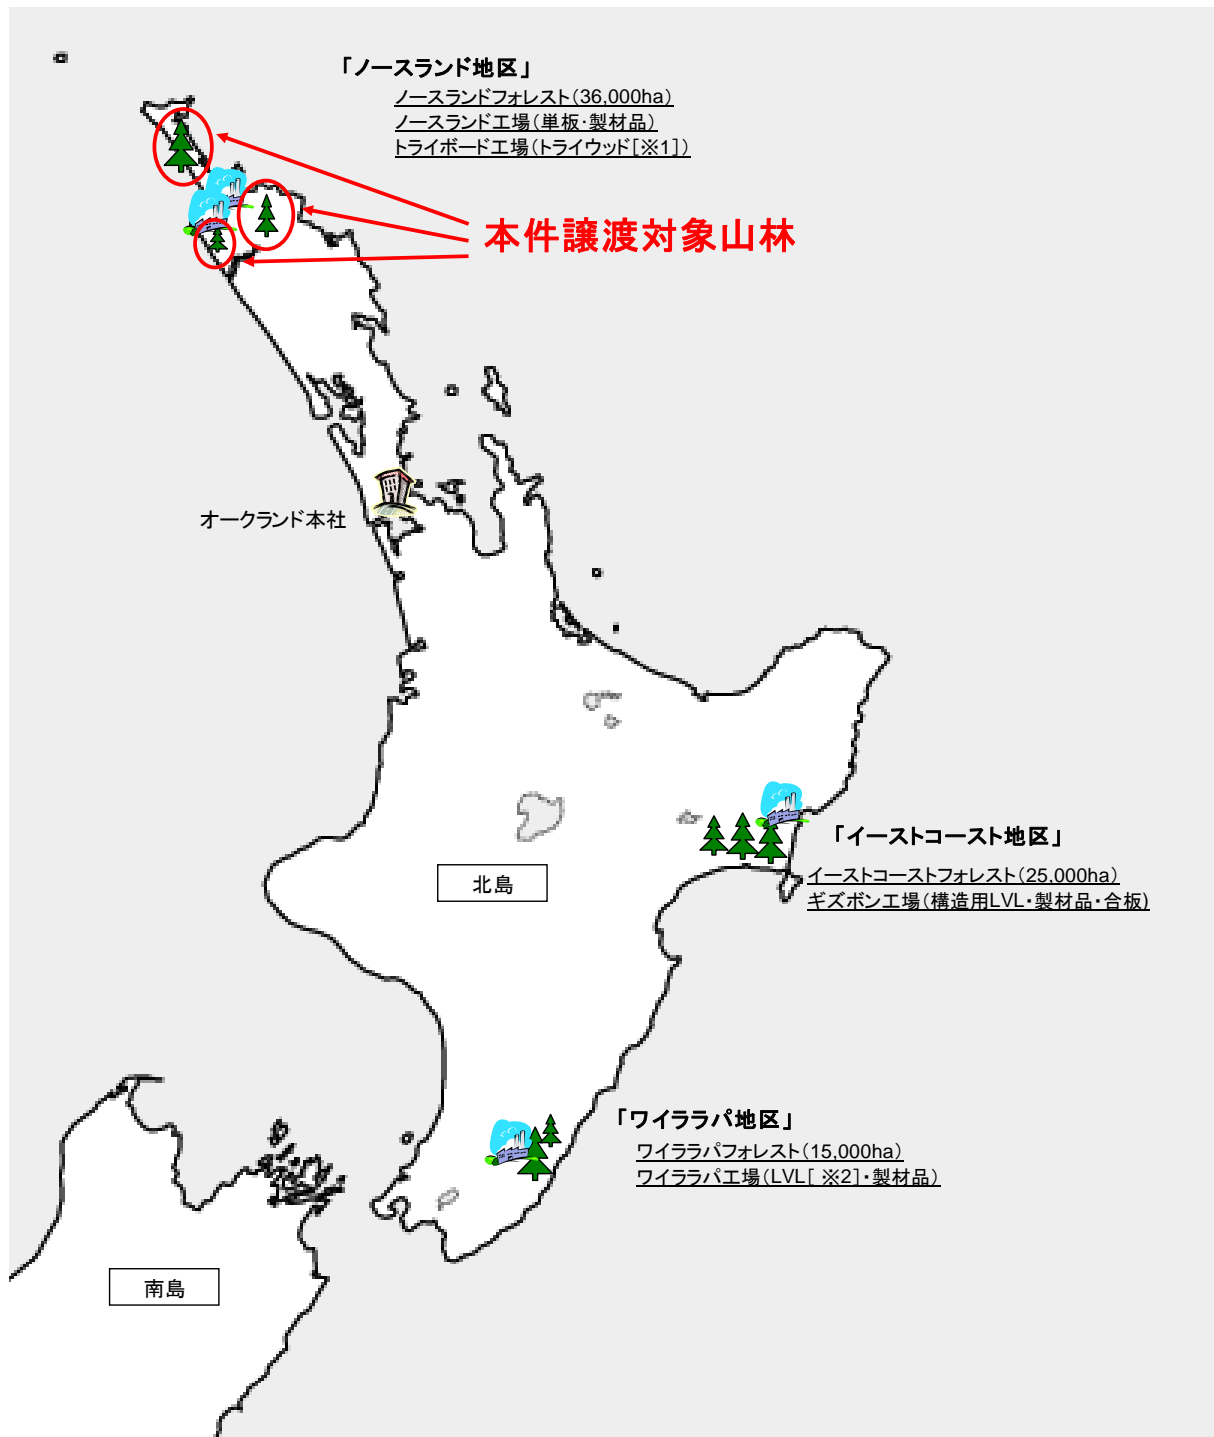 「ノースランド地区」
ノースランドフォレスト(36,000ha)
ノースランド工場(単板・製材品)
トライボード工場(トライウッド[※1])
本件譲渡対象山林
オークランド本社
「イーストコースト地区」
イーストコーストフォレスト(25,000ha)
ギズボン工場(構造用LVL・製材品・合板)
北島
「ワイララパ地区」
ワイララパフォレスト(15,000ha)
ワイララパ工場(LVL[ ※2]・製材品)
南島